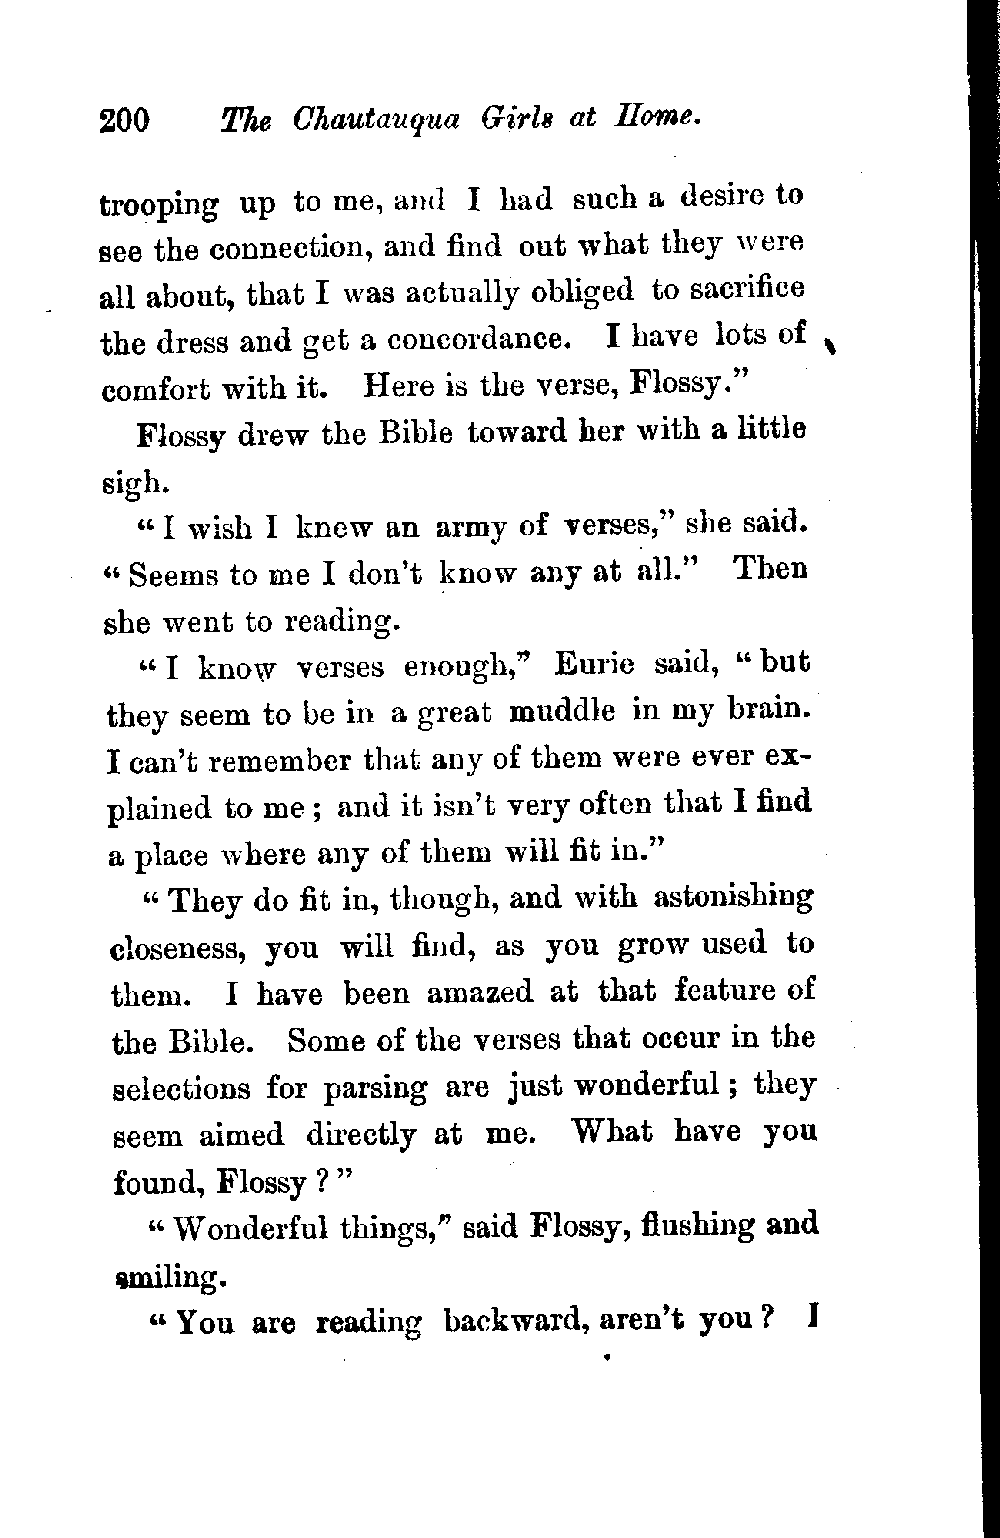 200 The Chautauqua Girls at Home.
trooping up to me, and I had such a desire to
see the connection, and find out what they were
all about, that I was actually obliged to sacrifice
the dress and get a concordance. I have lots of
comfort with it. Here is the verse, Flossy.”
Flossy drew the Bible toward her with a little
sigh.
“ I wish I knew an army of verses,” she said.
“ Seems to me I don’t know any at all.” Then
she went to reading.
“ I know verses enough,” Eurie said, “ but
they seem to be in a great muddle in my brain.
I can’t remember that any of them were ever ex-
plained to me ; and it isn’t very often that I find
a place where any of them will fit in.”
“ They do fit in, though, and with astonishing
closeness, you will find, as you grow used to
them. I have been amazed at that feature of
the Bible. Some of the verses that occur in the
selections for parsing are just wonderful ; they
seem aimed directly at me. What have you
found, Flossy ? ”
“ Wonderful things,” said Flossy, flushing and
smiling.
“ You are reading backward, aren’t you ? I